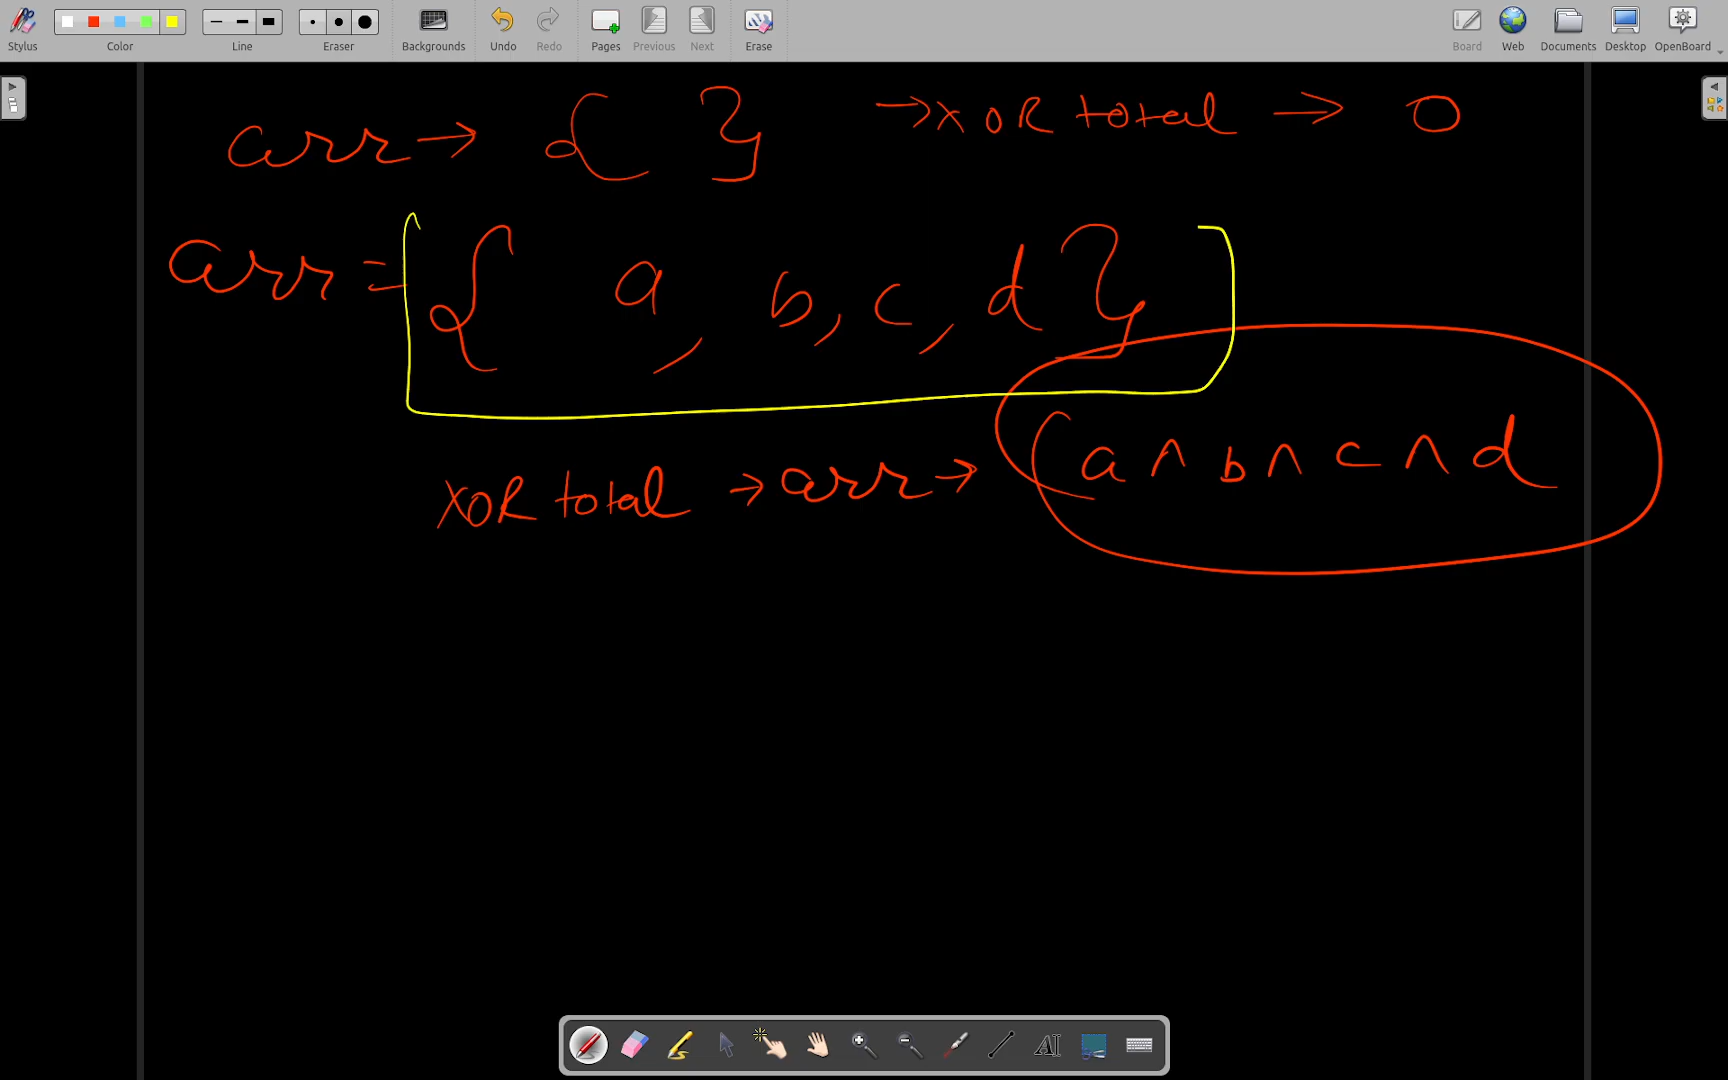 Stylus Color Line Eraser Backgrounds Undo Redo Pages Previous Next Erase Board Web Documents Desktop OpenBoard
arr → { } → XOR total → 0
arr = { a, b, c, d }
XOR total → arr → ( a ^ b ^ c ^ d
AI